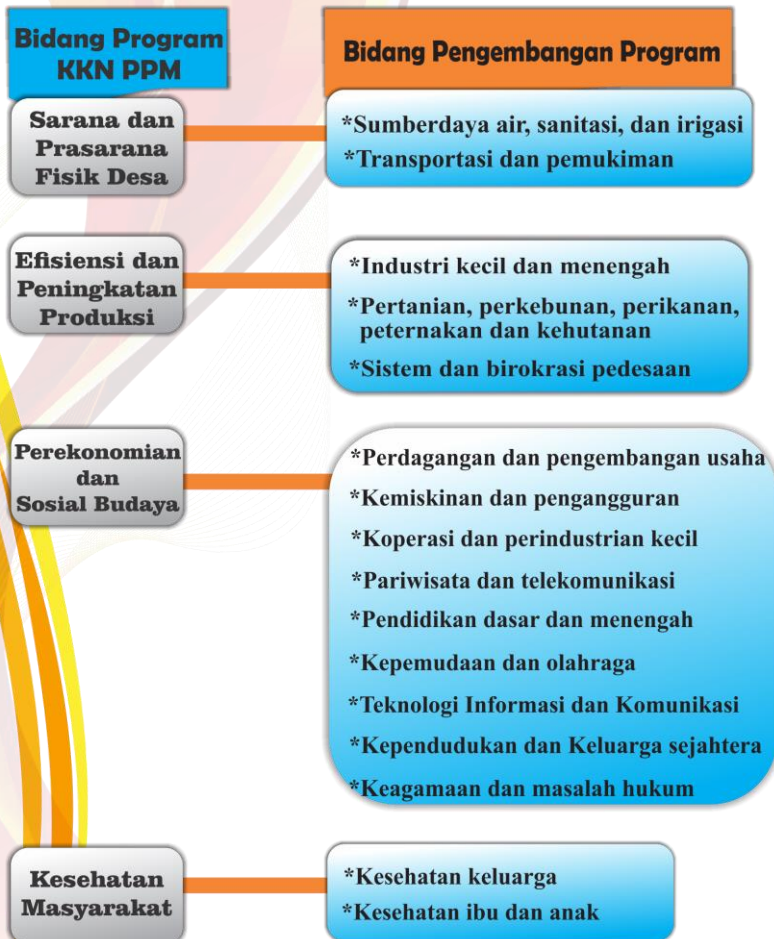 Bidang Program
KKN PPM
Bidang Pengembangan Program
Sarana dan
Prasarana
Fisik Desa
*Sumberdaya air, sanitasi, dan irigasi
*Transportasi dan pemukiman
Efisiensi dan
Peningkatan
Produksi
*Industri kecil dan menengah
*Pertanian, perkebunan, perikanan,
peternakan dan kehutanan
*Sistem dan birokrasi pedesaan
Perekonomian
dan
Sosial Budaya
*Perdagangan dan pengembangan usaha
*Kemiskinan dan pengangguran
*Koperasi dan perindustrian kecil
*Pariwisata dan telekomunikasi
*Pendidikan dasar dan menengah
*Kepemudaan dan olahraga
*Teknologi Informasi dan Komunikasi
*Kependudukan dan Keluarga sejahtera
*Keagamaan dan masalah hukum
Kesehatan
Masyarakat
*Kesehatan keluarga
*Kesehatan ibu dan anak